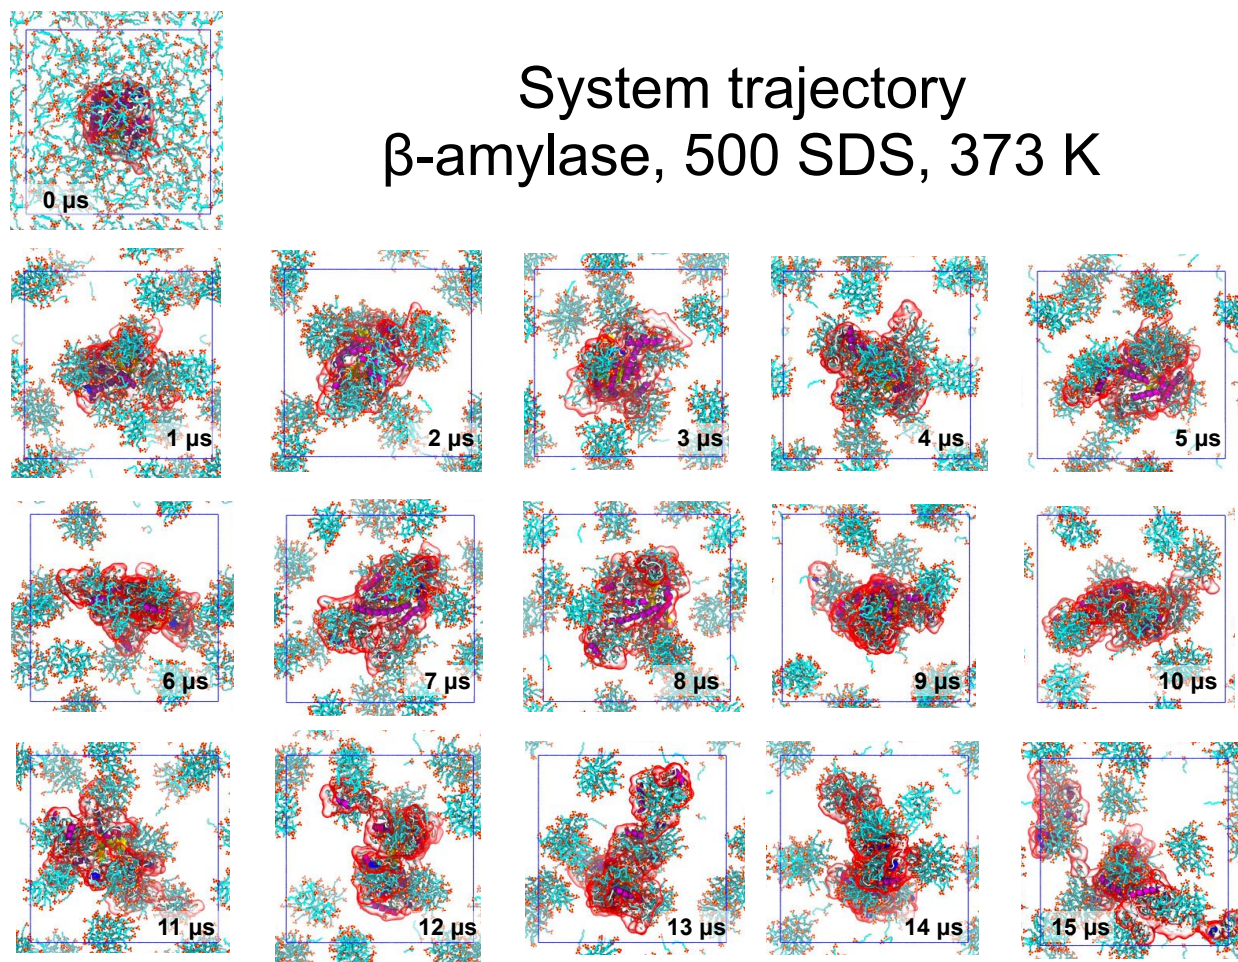 System trajectory
β-amylase, 500 SDS, 373 K
0 µs
1 µs
2 µs
3 µs
4 µs
5 µs
6 µs
7 µs
8 µs
9 µs
10 µs
11 µs
12 µs
13 µs
14 µs
15 µs